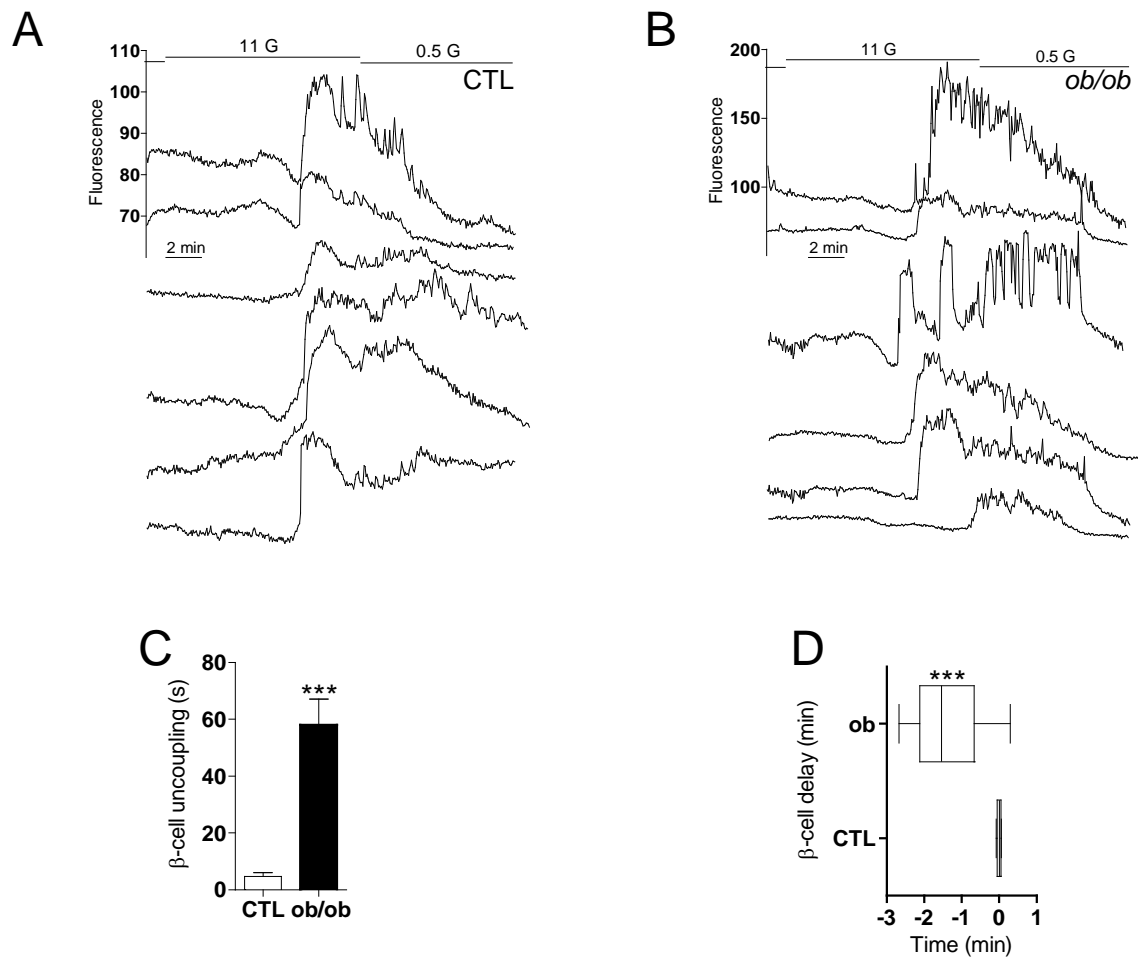 A
11 G
0.5 G
CTL
110
100
90
80
70
Fluorescence
2 min
B
11 G
0.5 G
ob/ob
200
150
100
Fluorescence
2 min
C
80
60
40
20
0
β-cell uncoupling (s)
***
CTL ob/ob
D
***
ob
CTL
β-cell delay (min)
-3 -2 -1 0 1
Time (min)